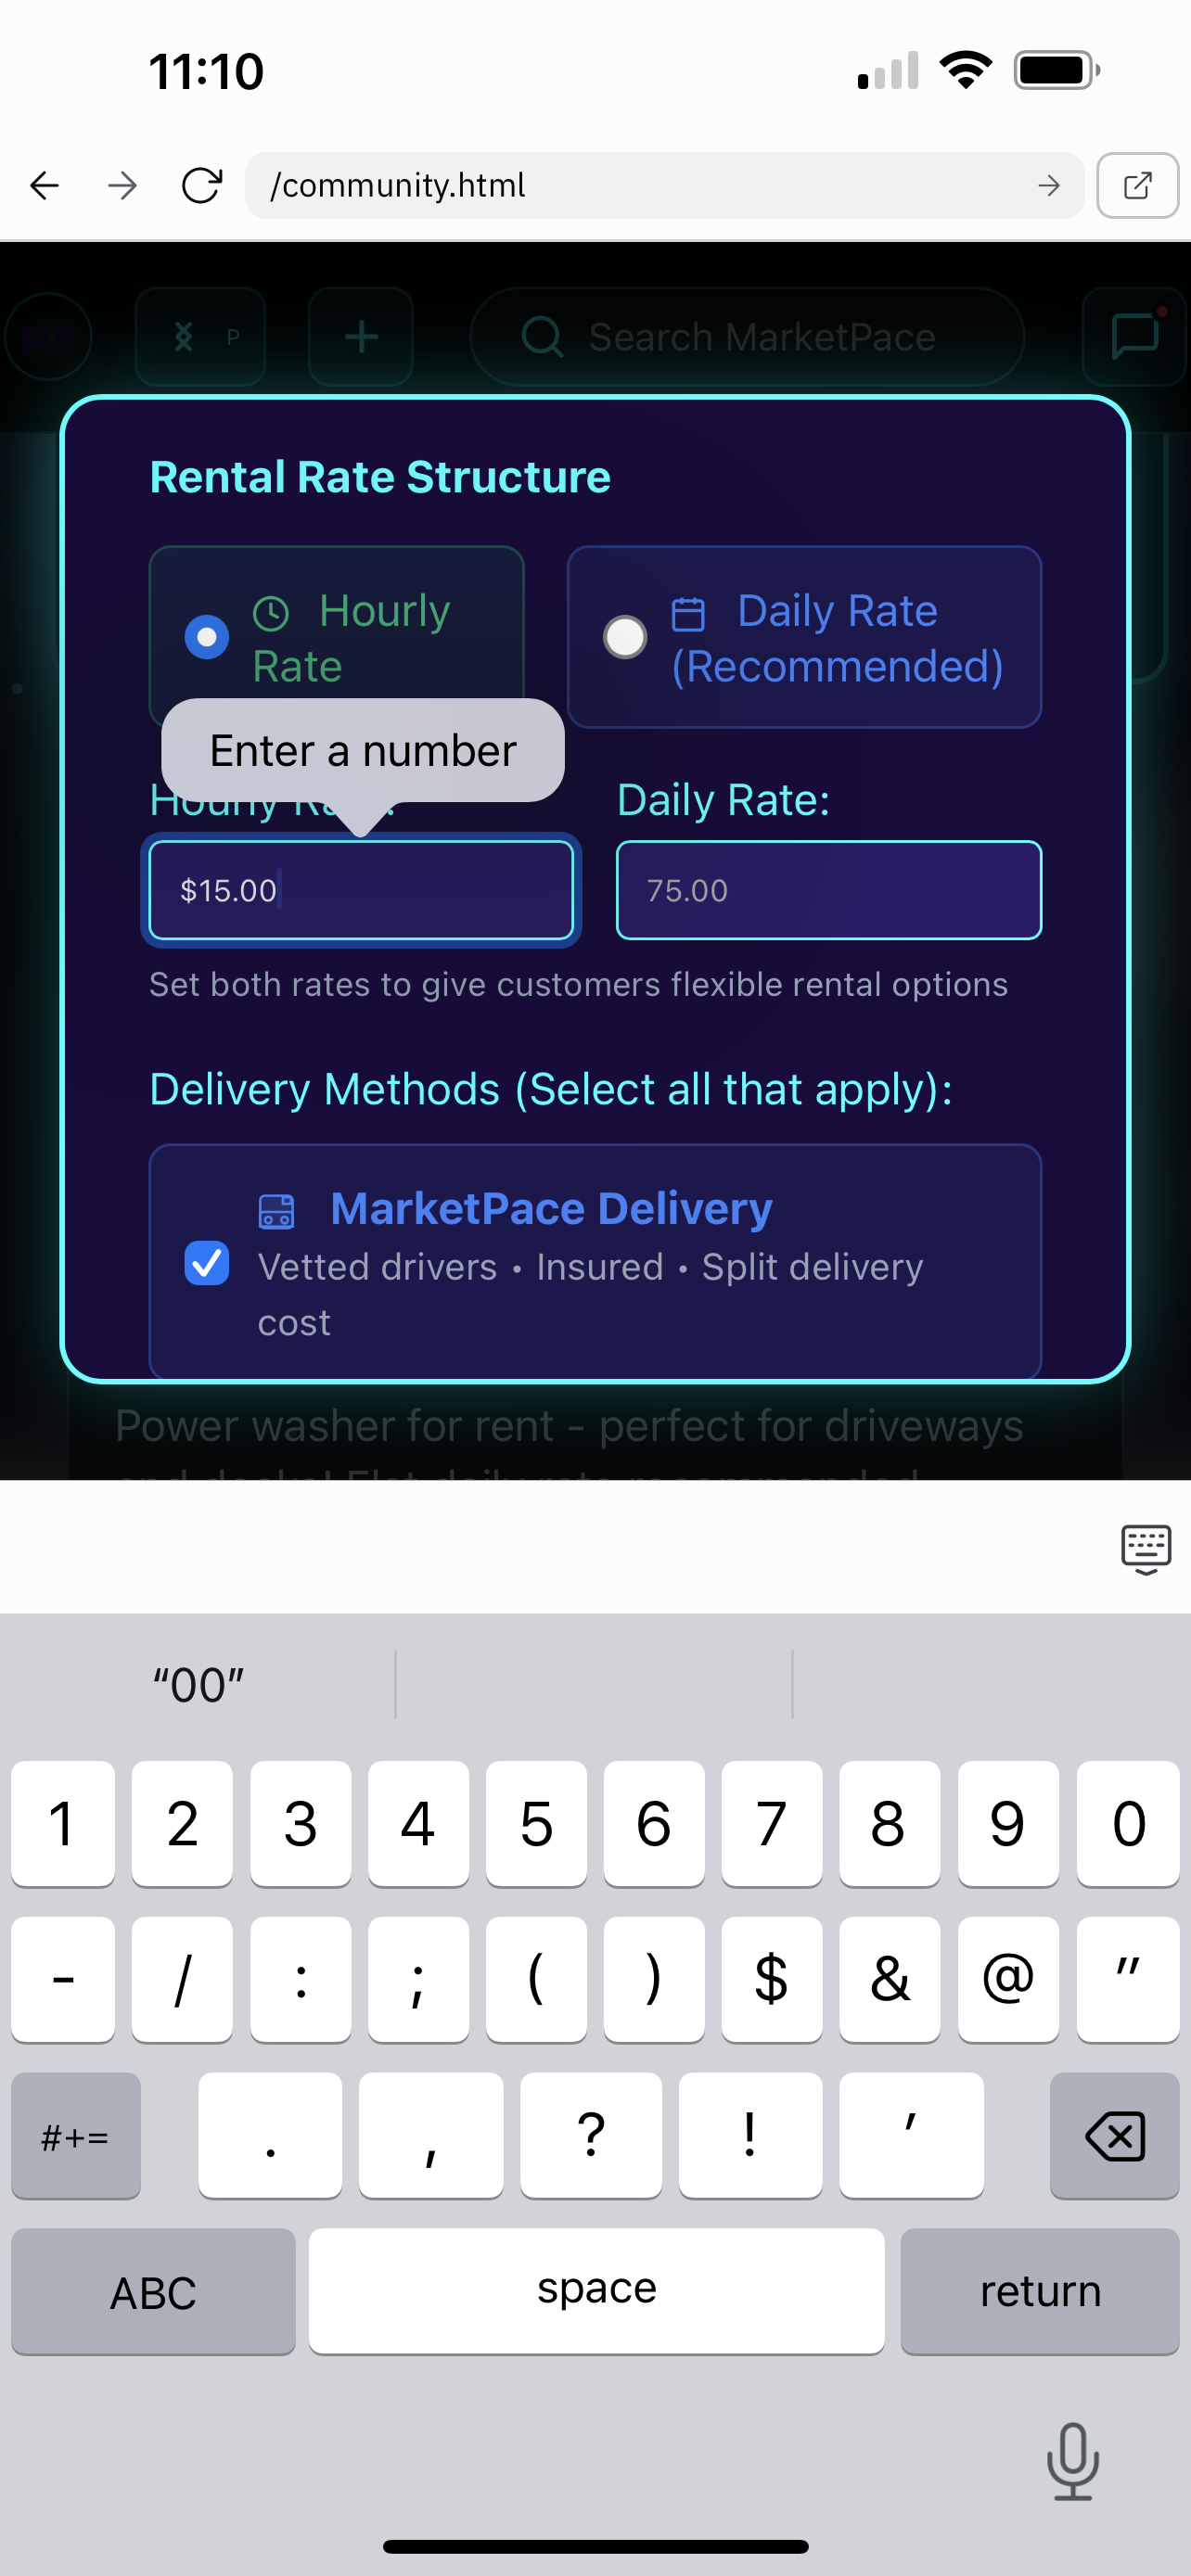 11:10
/community.html
P
Search MarketPace
Rental Rate Structure
Hourly
Rate
Daily Rate
(Recommended)
Enter a number
Daily Rate:
$15.00
75.00
Set both rates to give customers flexible rental options
Delivery Methods (Select all that apply):
MarketPace Delivery
Vetted drivers • Insured • Split delivery
cost
Power washer for rent - perfect for driveways
“00”
1 2 3 4 5 6 7 8 9 0
- / : ; ( ) $ & @ "
#+= . , ? ! ’
ABC space return